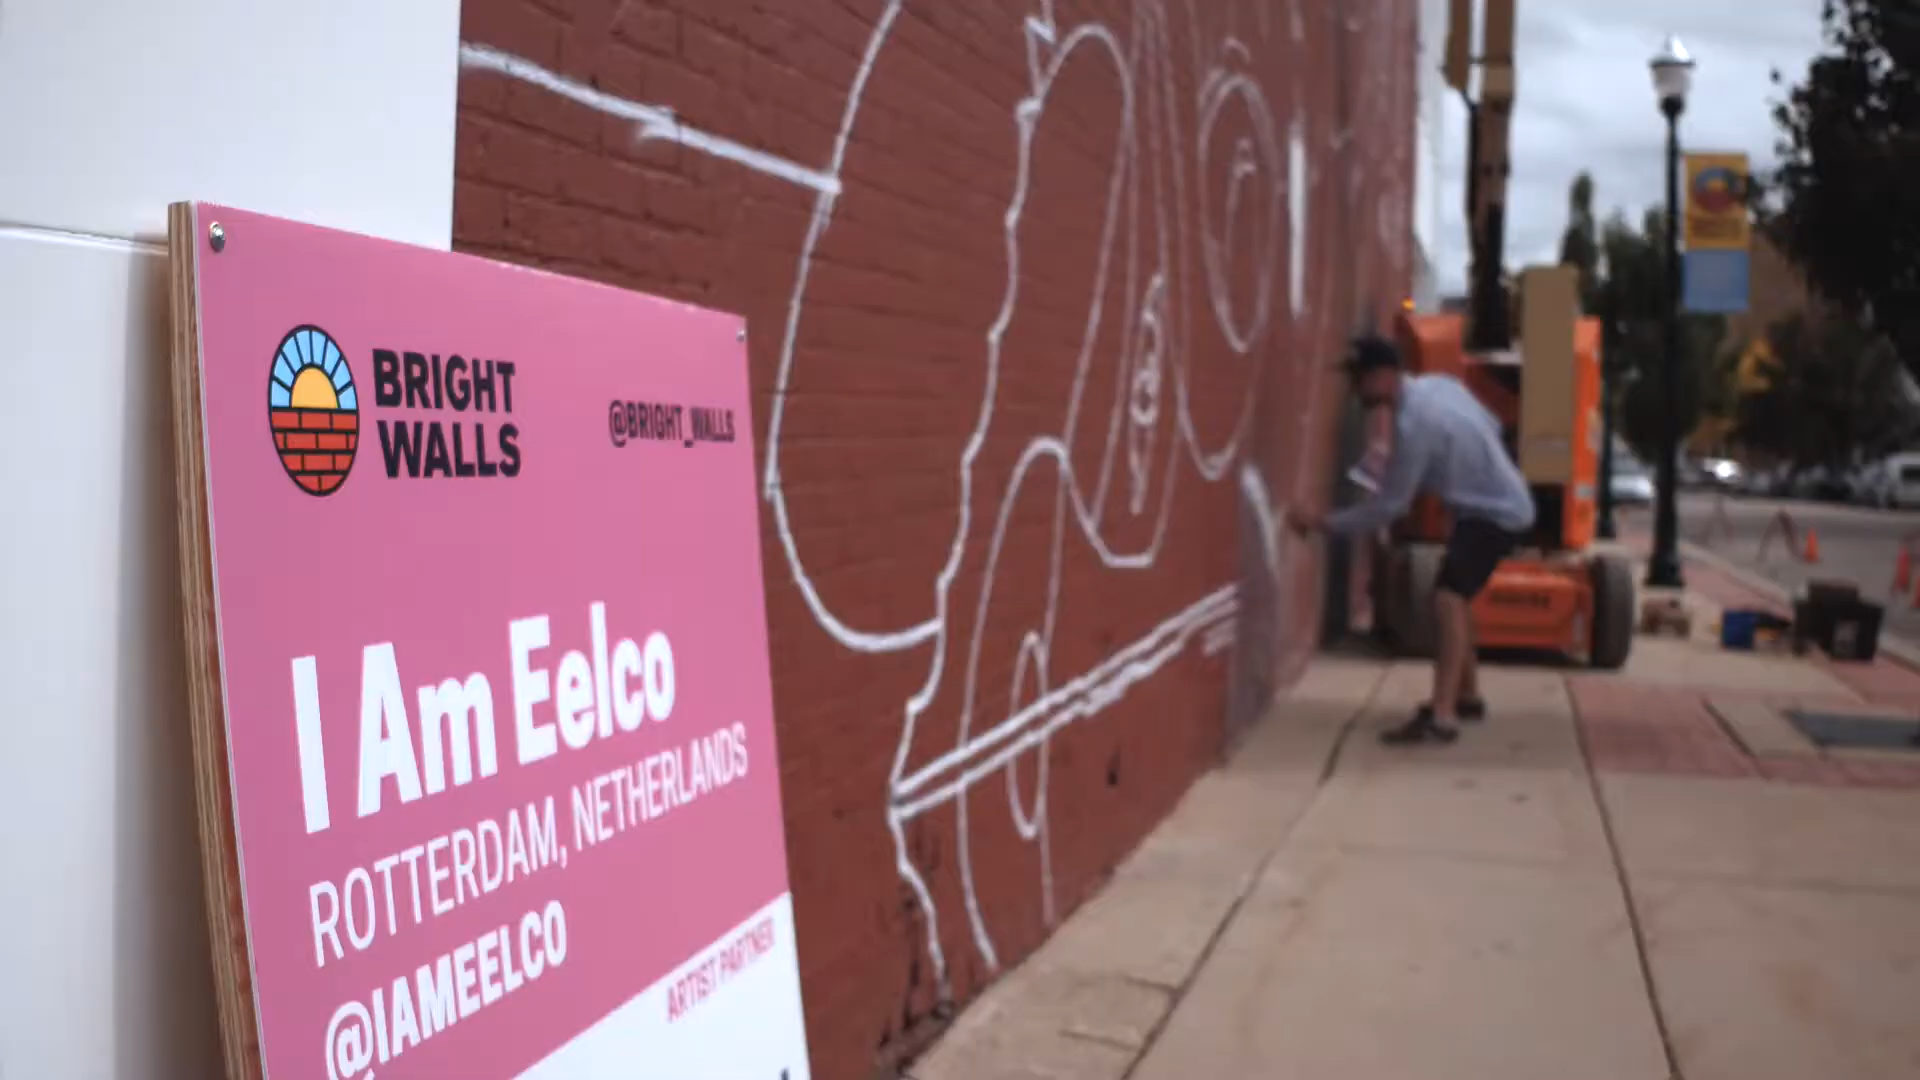 BRIGHT
WALLS
@BRIGHT_WALLS
I Am Eelco
ROTTERDAM, NETHERLANDS
@IAMEELCO
ARTIST PARTNER